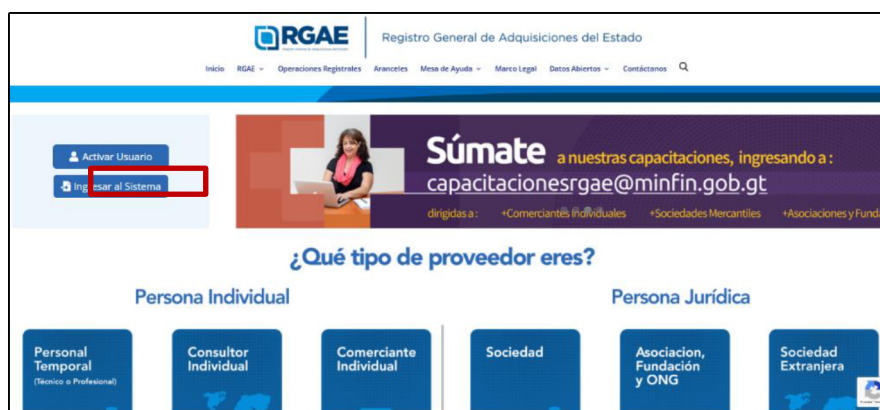 RGAE
Registro General de Adquisiciones del Estado
Inicio RGAE Operaciones Registrales Aranceles Mesa de Ayuda Marco Legal Datos Abiertos Contáctanos
Activar Usuario
Ingresar al Sistema
Súmate a nuestras capacitaciones, ingresando a :
capacitacionesrgae@minfin.gob.gt
dirigidas a : +Comerciantes Individuales +Sociedades Mercantiles +Asociaciones y Fund
¿Qué tipo de proveedor eres?
Persona Individual
Persona Jurídica
Personal
Temporal
(Técnico o Profesional)
Consultor
Individual
Comerciante
Individual
Sociedad
Asociacion,
Fundación
y ONG
Sociedad
Extranjera